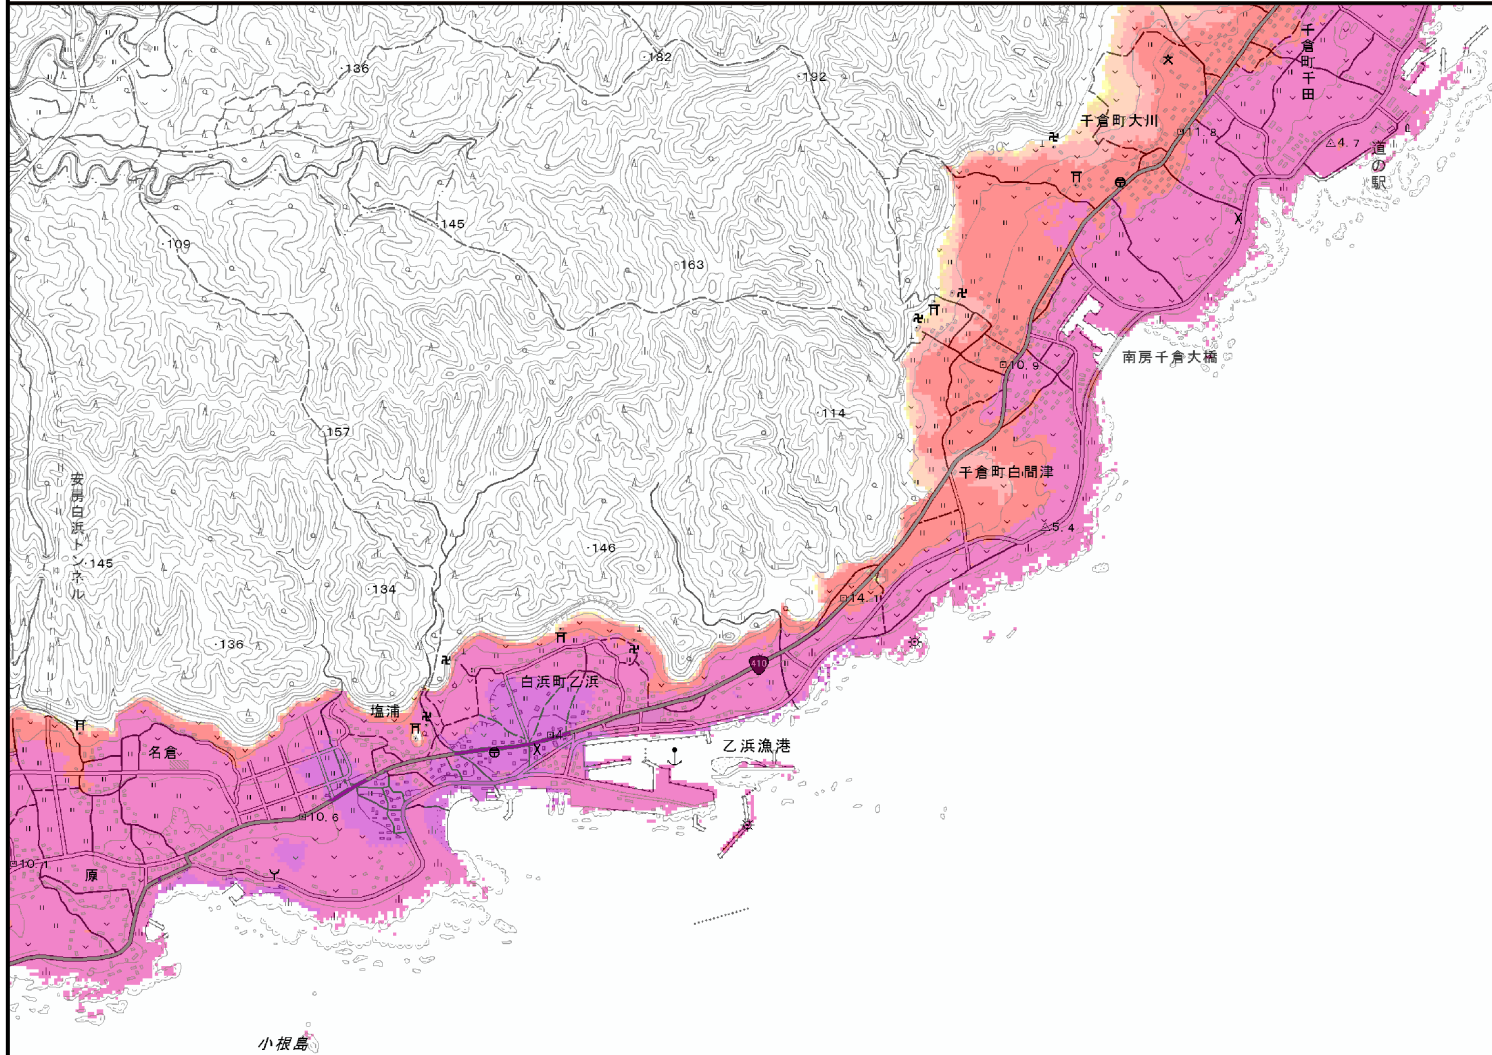 千倉町千田
・136
・182
・192
千倉町大川
11.8
4.7
道の駅
・145
・109
・163
10.9
南房千倉大橋
・114
・157
千倉町白間津
安房白浜トンネル
5.4
・145
・146
・134
14.1
・136
410
白浜町乙浜
塩浦
名倉
乙浜漁港
10.6
10.1
原
小根島